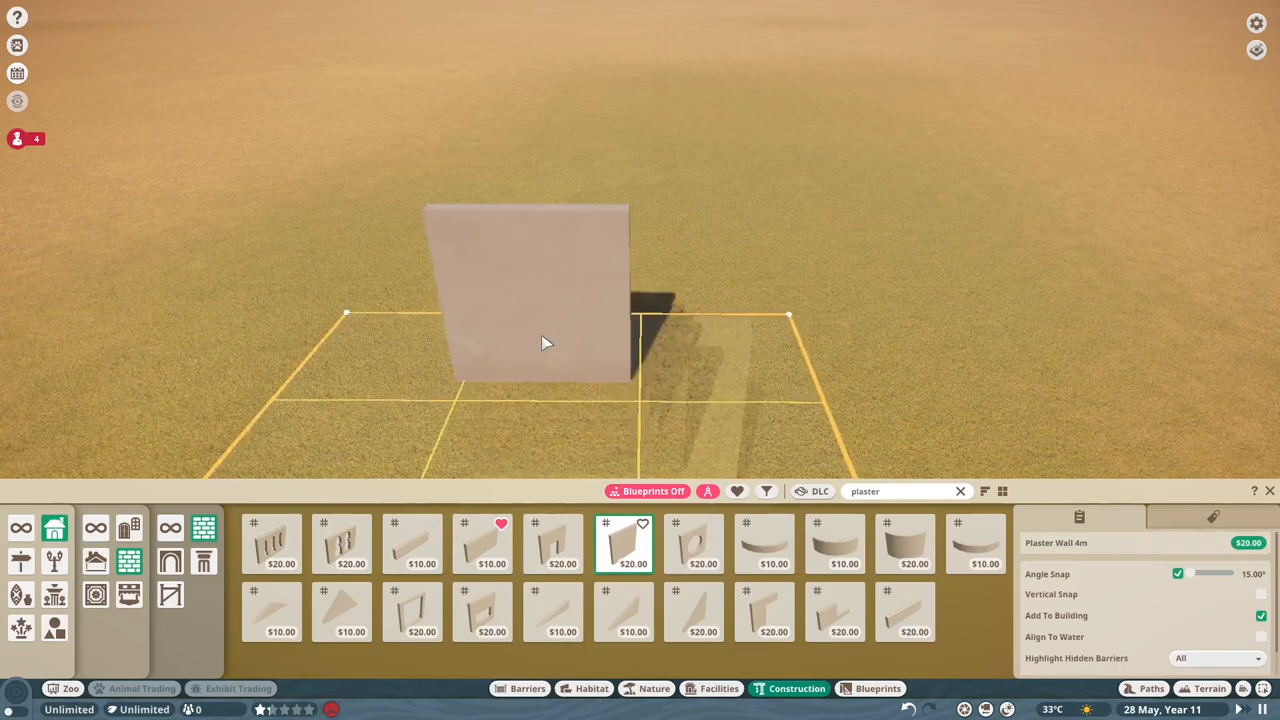 4
Blueprints Off
DLC
plaster
?
$20.00 $20.00 $10.00 $10.00 $20.00 $20.00 $20.00 $10.00 $10.00 $20.00 $10.00
$10.00 $10.00 $20.00 $20.00 $10.00 $10.00 $20.00 $20.00 $20.00 $20.00
Plaster Wall 4m $20.00
Angle Snap 15.00°
Vertical Snap
Add To Building
Align To Water
Highlight Hidden Barriers All
Zoo Animal Trading Exhibit Trading Barriers Habitat Nature Facilities Construction Blueprints Paths Terrain
Unlimited Unlimited 0 33°C 28 May, Year 11